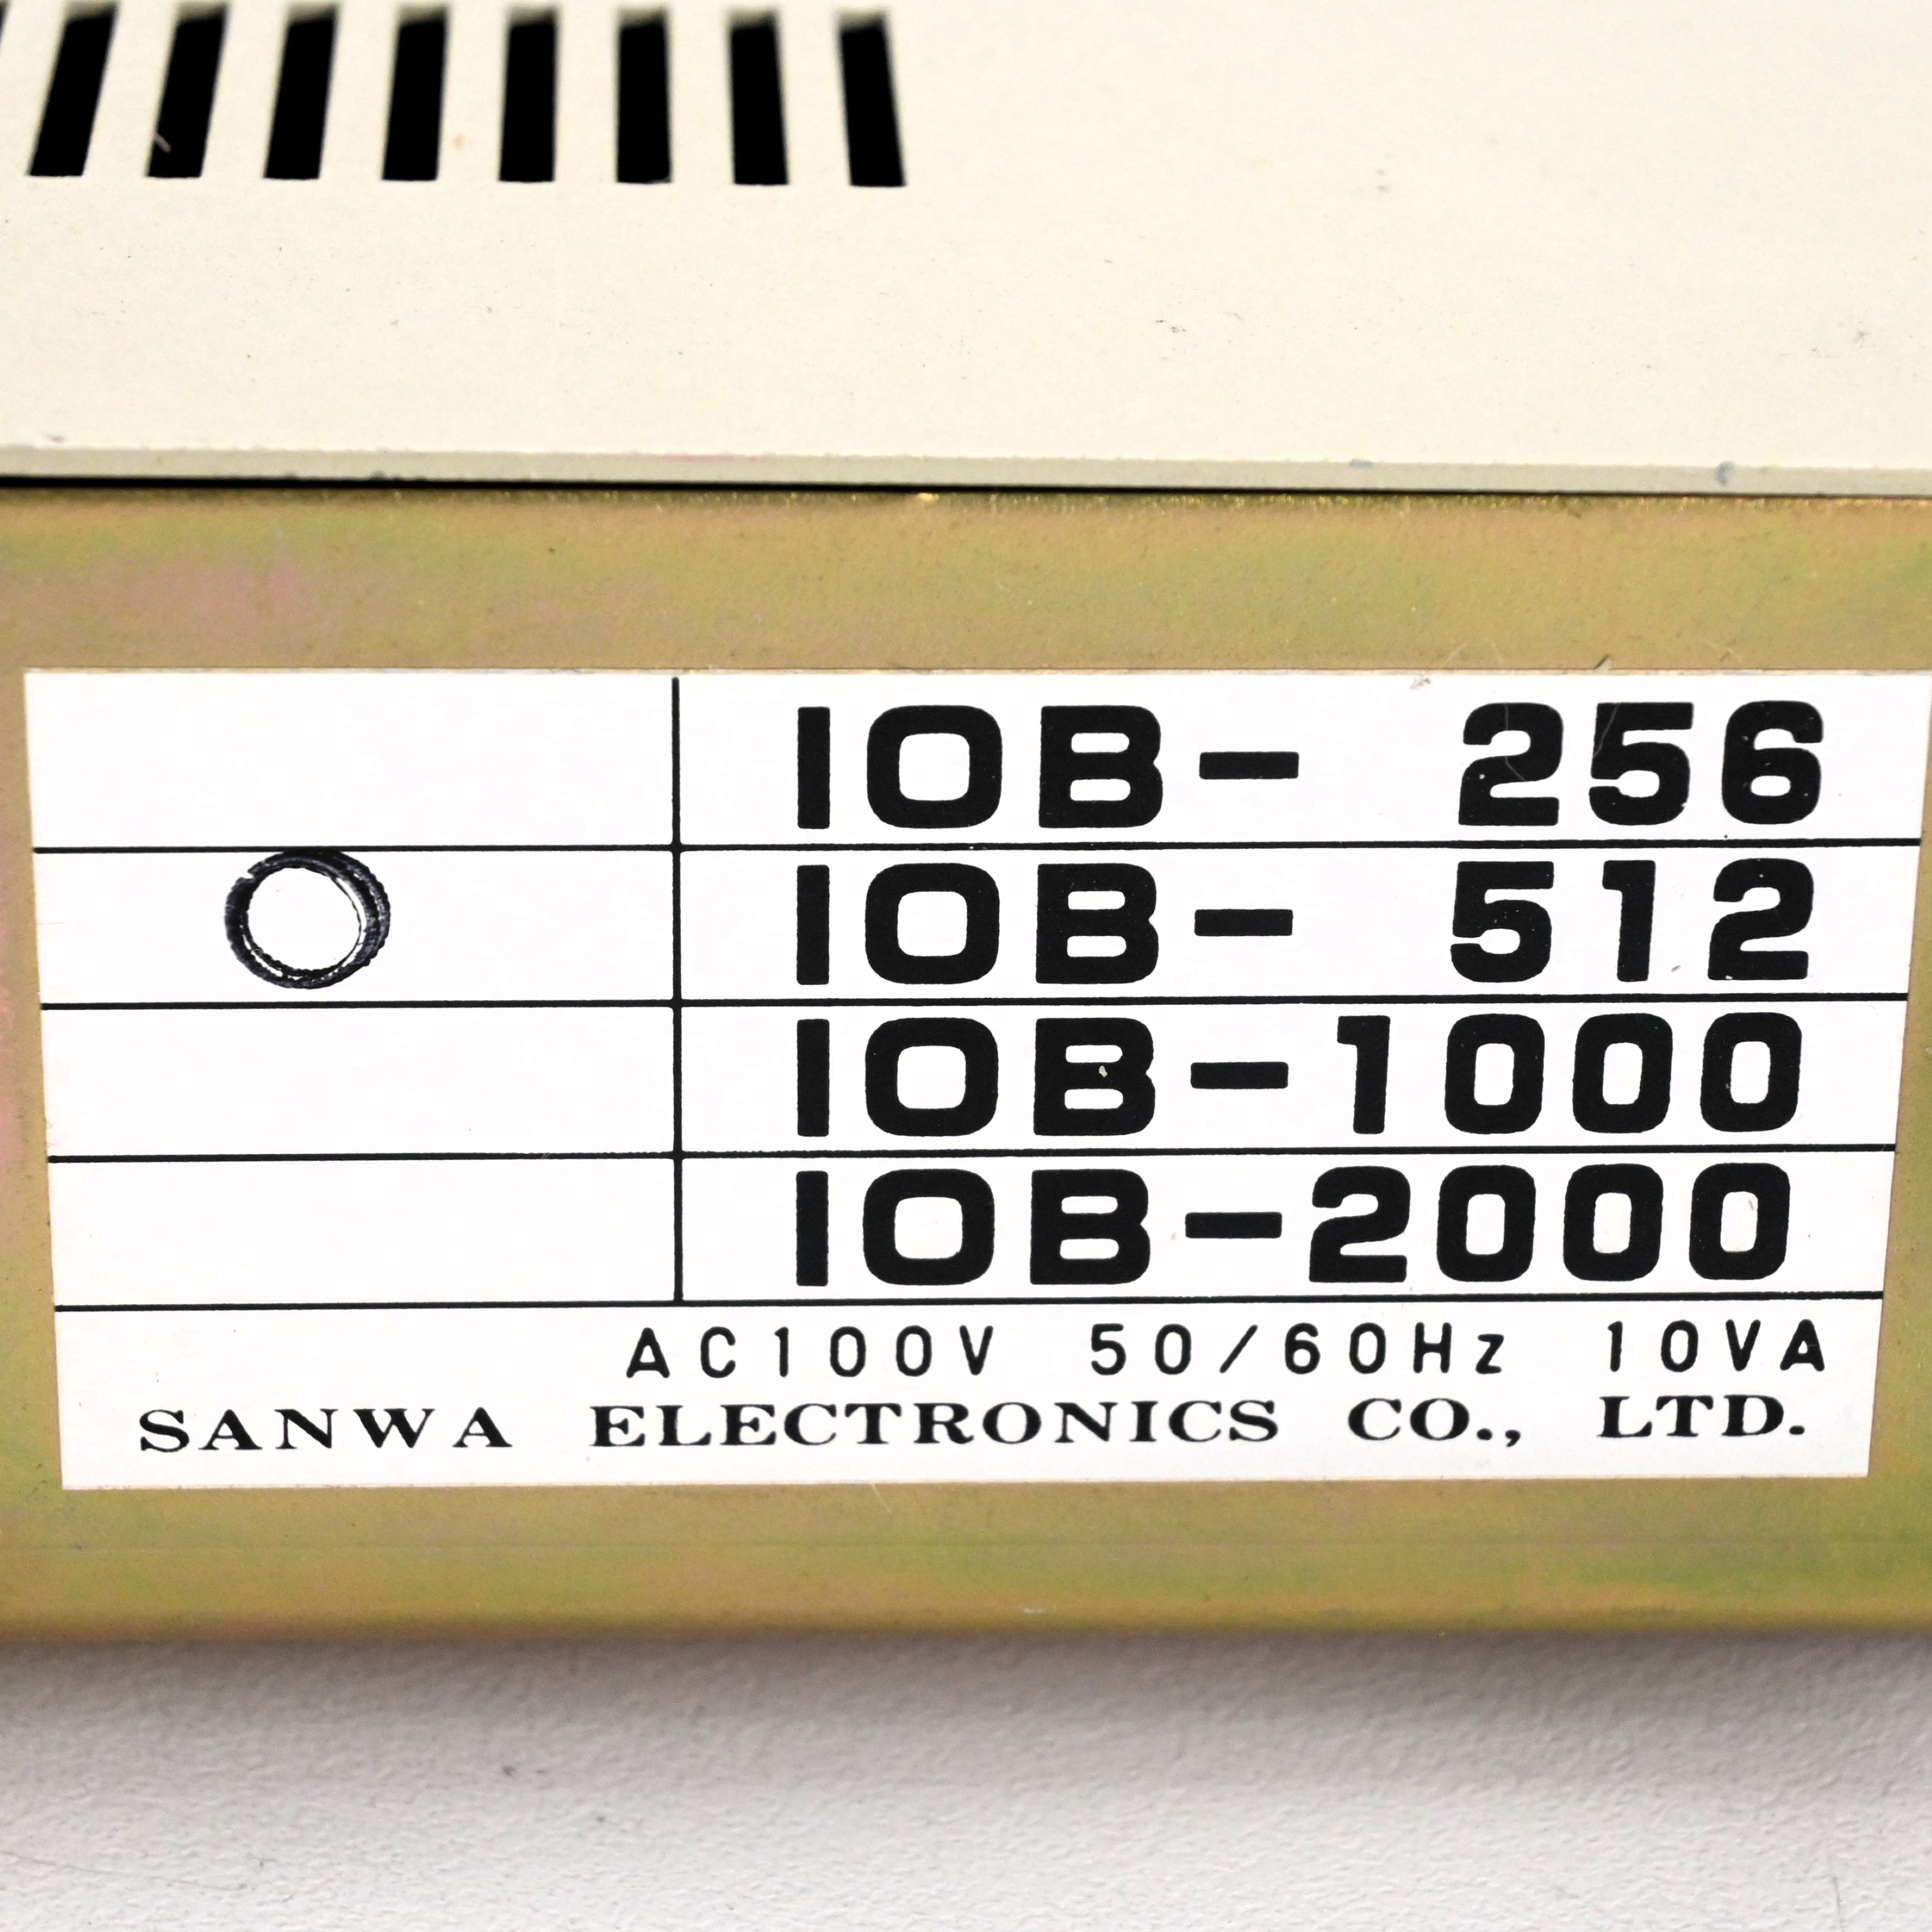 IOB- 256
IOB- 512
IOB-1000
IOB-2000
AC100V 50/60Hz 10VA
SANWA ELECTRONICS CO., LTD.